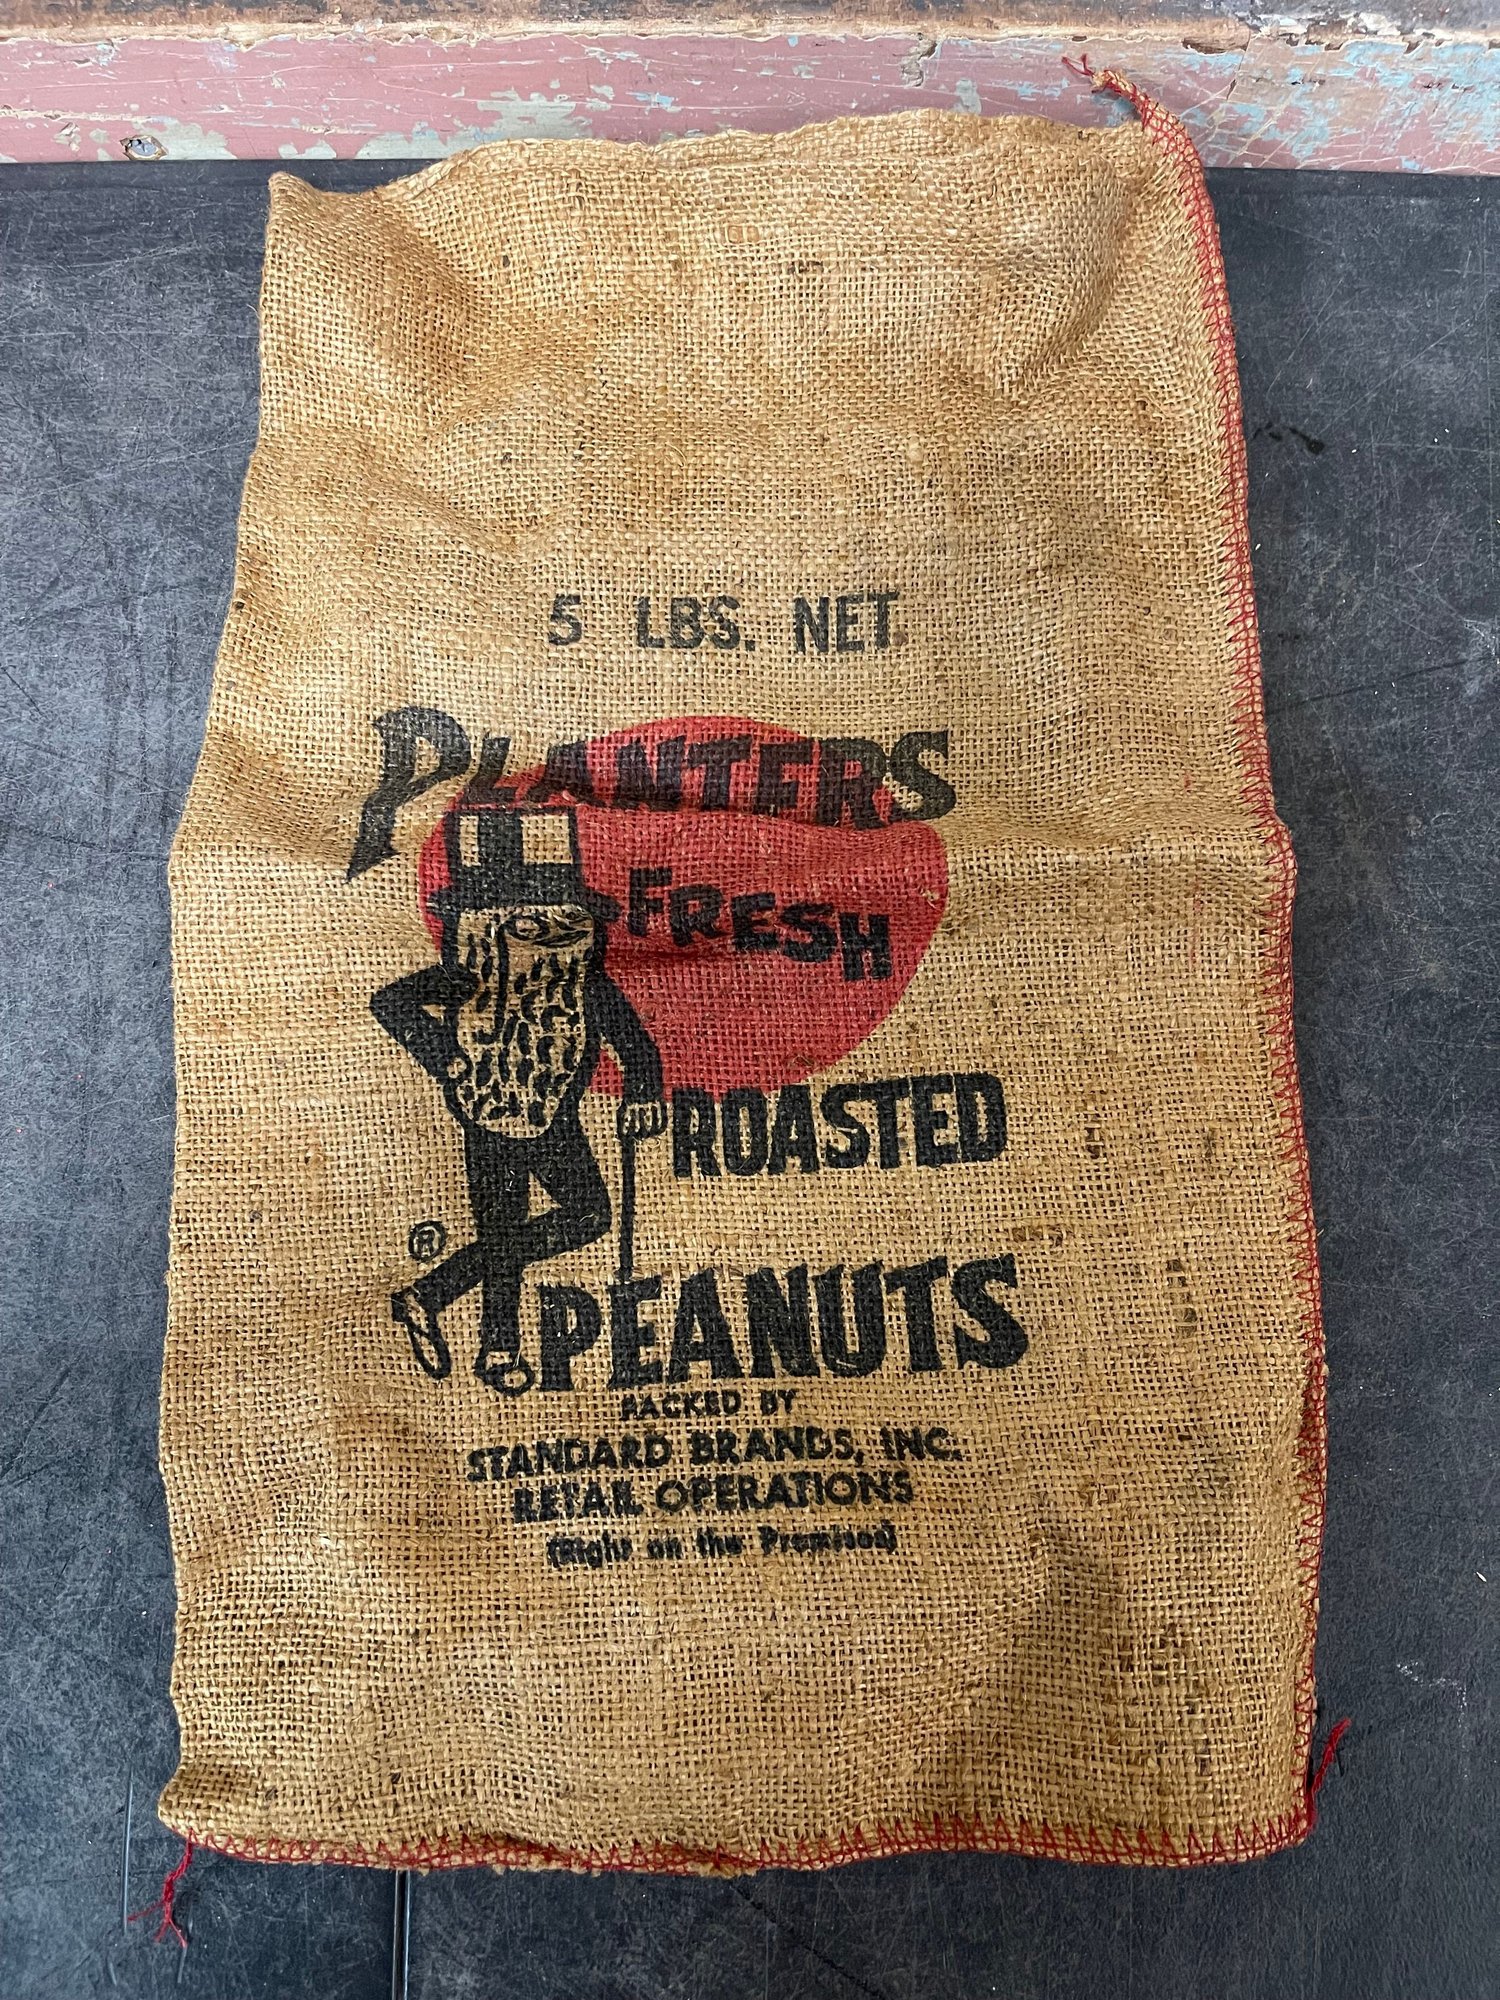 5 LBS. NET
PLANTERS
FRESH
ROASTED
®
PEANUTS
PACKED BY
STANDARD BRANDS, INC.
RETAIL OPERATIONS
(Right on the Premises)